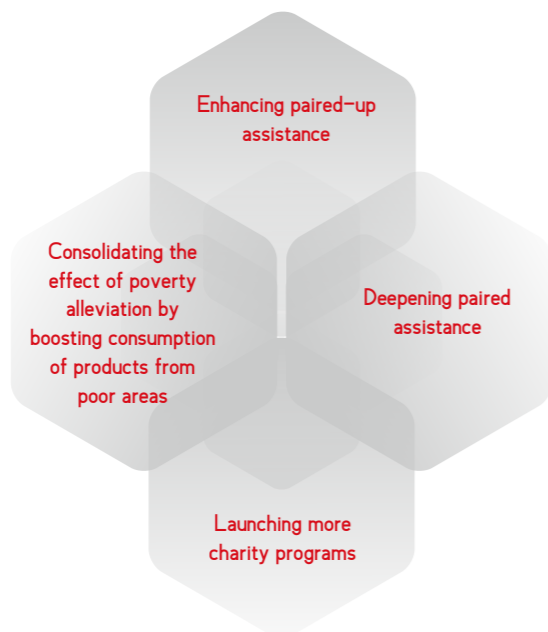 Enhancing paired-up
assistance
Consolidating the
effect of poverty
alleviation by
boosting consumption
of products from
poor areas
Deepening paired
assistance
Launching more
charity programs